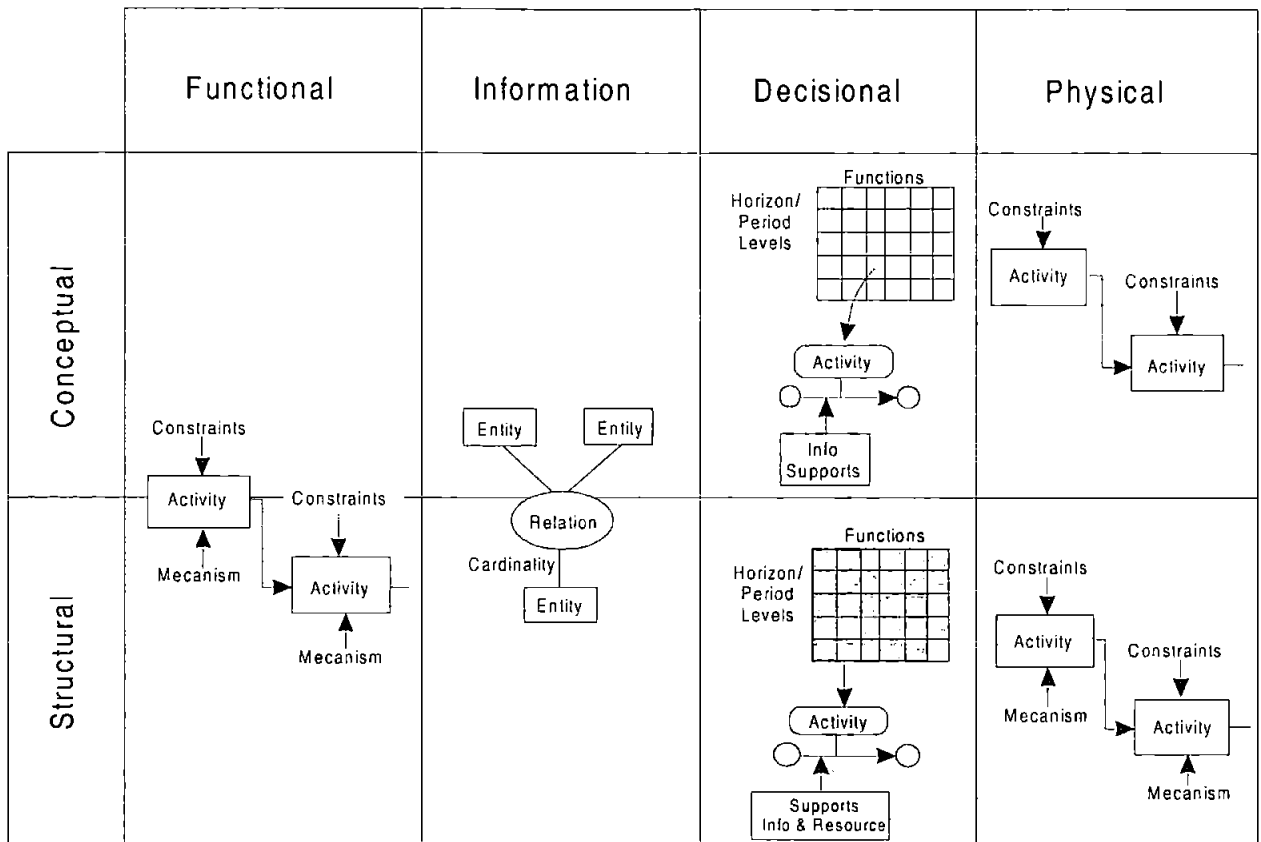 Functional
Information
Decisional
Physical
Conceptual
Structural
Constraints
Activity
Mecanism
Constraints
Activity
Mecanism
Entity
Entity
Relation
Cardinality
Entity
Functions
Horizon/
Period
Levels
Activity
Info
Supports
Functions
Horizon/
Period
Levels
Activity
Supports
Info & Resource
Constraints
Activity
Constraints
Activity
Constraints
Activity
Mecanism
Constraints
Activity
Mecanism